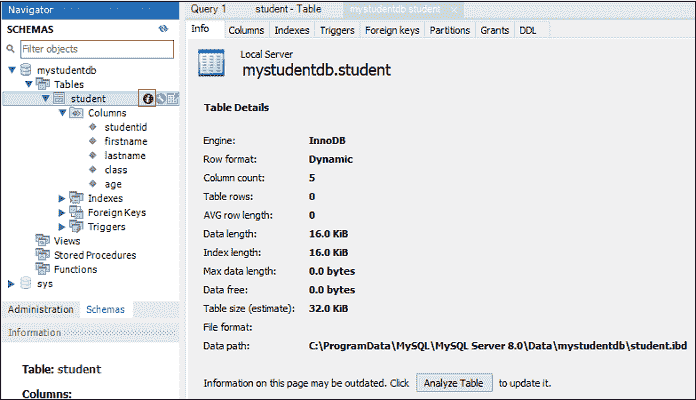 Navigator
SCHEMAS
Filter objects
mystudentdb
Tables
student
Columns
studentid
firstname
lastname
class
age
Indexes
Foreign Keys
Triggers
Views
Stored Procedures
Functions
sys
Administration Schemas
Information
Table: student
Columns:
Query 1 student - Table mystudentdb.student
Info Columns Indexes Triggers Foreign keys Partitions Grants DDL
Local Server
mystudentdb.student
Table Details
Engine: InnoDB
Row format: Dynamic
Column count: 5
Table rows: 0
AVG row length: 0
Data length: 16.0 KiB
Index length: 16.0 KiB
Max data length: 0.0 bytes
Data free: 0.0 bytes
Table size (estimate): 32.0 KiB
File format:
Data path: C:\ProgramData\MySQL\MySQL Server 8.0\Data\mystudentdb\student.ibd
Information on this page may be outdated. Click Analyze Table to update it.